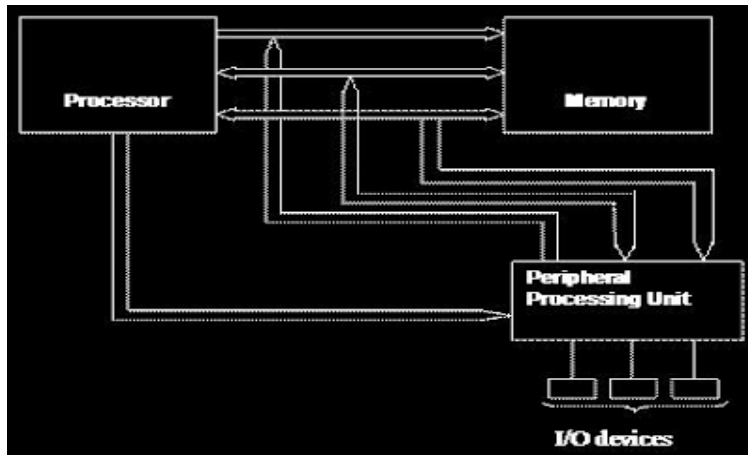 Processor
Memory
Peripheral
Processing Unit
I/O devices